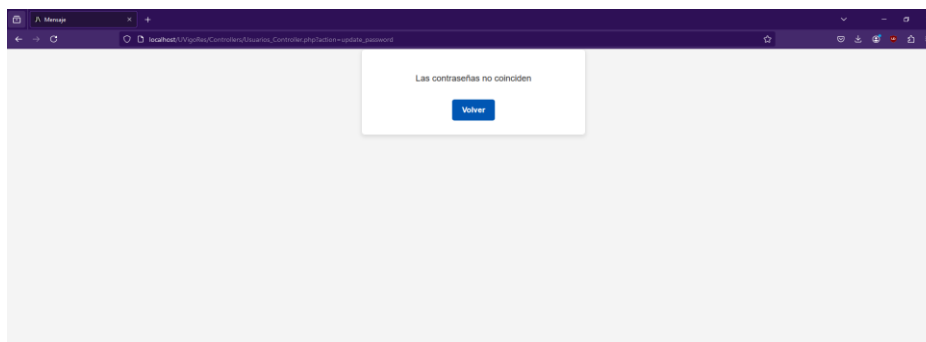 Mensaje
localhost/UVigoRes/Controllers/Usuarios_Controller.php?action=update_password
Las contraseñas no coinciden
Volver